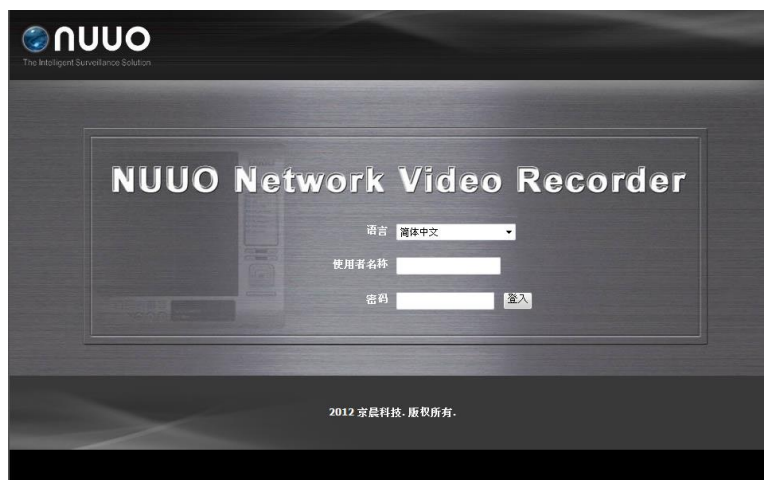 nuuo
The Intelligent Surveillance Solution
NUUO Network Video Recorder
语言 简体中文
使用者名称
密码 登入
2012 京晨科技. 版权所有.